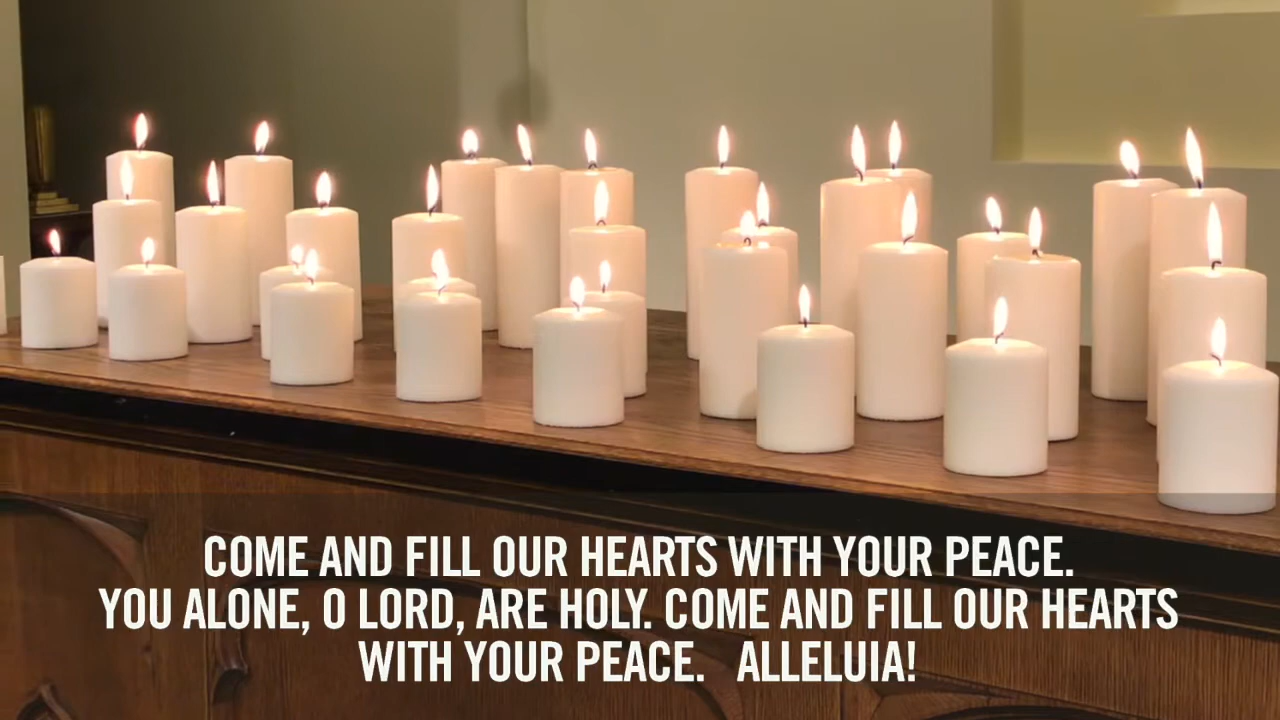 COME AND FILL OUR HEARTS WITH YOUR PEACE.
YOU ALONE, O LORD, ARE HOLY. COME AND FILL OUR HEARTS
WITH YOUR PEACE. ALLELUIA!